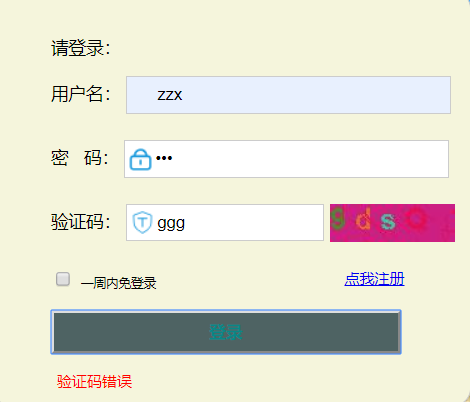 请登录：
用户名： zzx
密 码： •••
验证码： ggg gdsQ
一周内免登录 点我注册
登录
验证码错误